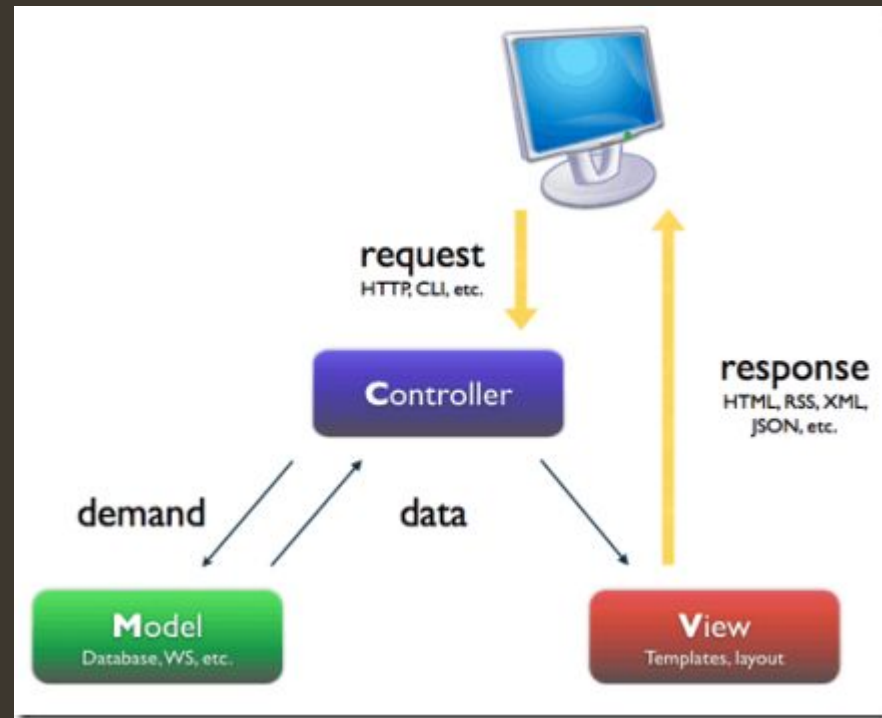 request
HTTP, CLI, etc.
Controller
response
HTML, RSS, XML,
JSON, etc.
demand
data
Model
Database, WS, etc.
View
Templates, layout